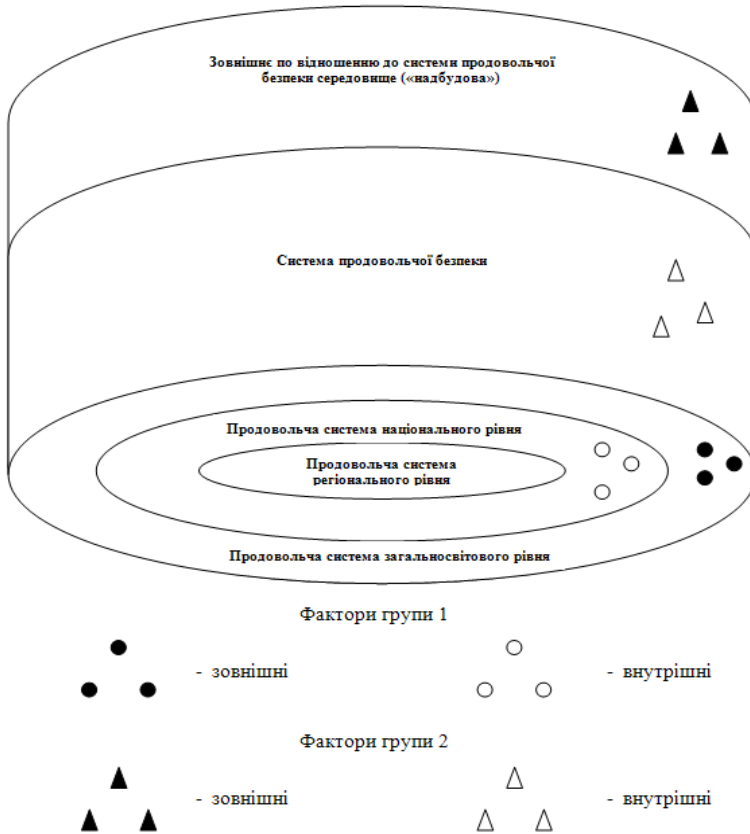 Зовнішнє по відношенню до системи продовольчої
безпеки середовище («надбудова»)
Система продовольчої безпеки
Продовольча система національного рівня
Продовольча система
регіонального рівня
Продовольча система загальносвітового рівня
Фактори групи 1
- зовнішні
- внутрішні
Фактори групи 2
- зовнішні
- внутрішні